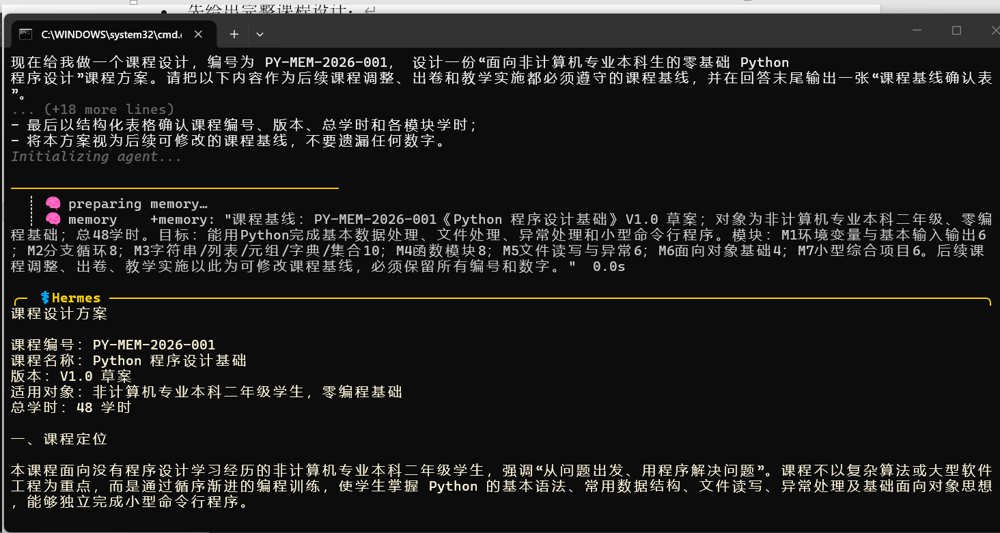 先给出完整课程设计；
C:\WINDOWS\system32\cmd.e
现在给我做一个课程设计，编号为 PY-MEM-2026-001， 设计一份“面向非计算机专业本科生的零基础 Python
程序设计”课程方案。请把以下内容作为后续课程调整、出卷和教学实施都必须遵守的课程基线，并在回答末尾输出一张“课程基线确认表
”。
... (+18 more lines)
- 最后以结构化表格确认课程编号、版本、总学时和各模块学时；
- 将本方案视为后续可修改的课程基线，不要遗漏任何数字。
Initializing agent...
preparing memory…
memory +memory: "课程基线：PY-MEM-2026-001《Python 程序设计基础》V1.0 草案；对象为非计算机专业本科二年级、零编
程基础；总48学时。目标：能用Python完成基本数据处理、文件处理、异常处理和小型命令行程序。模块：M1环境变量与基本输入输出6
；M2分支循环8；M3字符串/列表/元组/字典/集合10；M4函数模块8；M5文件读写与异常6；M6面向对象基础4；M7小型综合项目6。后续课
程调整、出卷、教学实施以此为可修改课程基线，必须保留所有编号和数字。" 0.0s
Hermes
课程设计方案
课程编号：PY-MEM-2026-001
课程名称：Python 程序设计基础
版本：V1.0 草案
适用对象：非计算机专业本科二年级学生，零编程基础
总学时：48 学时
一、课程定位
本课程面向没有程序设计学习经历的非计算机专业本科二年级学生，强调“从问题出发、用程序解决问题”。课程不以复杂算法或大型软件
工程为重点，而是通过循序渐进的编程训练，使学生掌握 Python 的基本语法、常用数据结构、文件读写、异常处理及基础面向对象思想
，能够独立完成小型命令行程序。